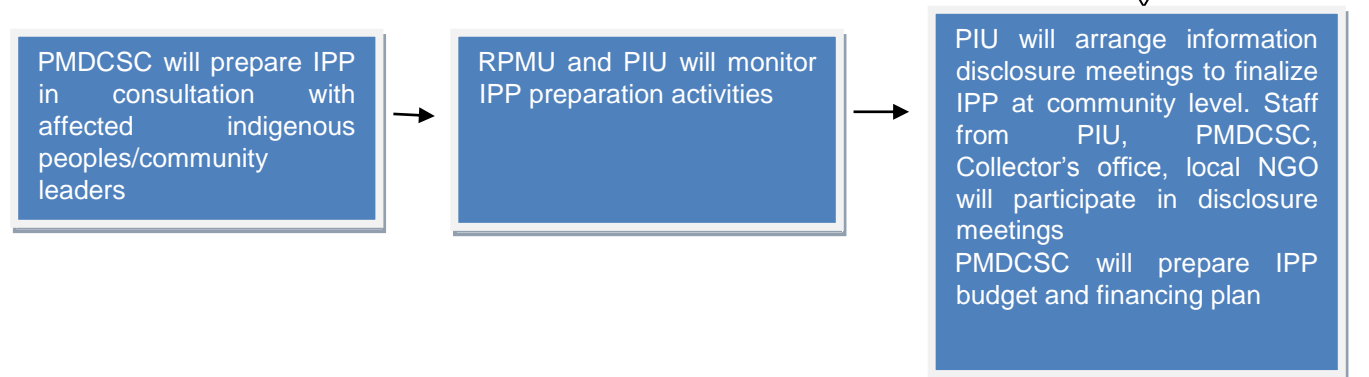 PMDCSC will prepare IPP
in consultation with
affected indigenous
peoples/community
leaders
RPMU and PIU will monitor
IPP preparation activities
PIU will arrange information
disclosure meetings to finalize
IPP at community level. Staff
from PIU, PMDCSC,
Collector's office, local NGO
will participate in disclosure
meetings
PMDCSC will prepare IPP
budget and financing plan